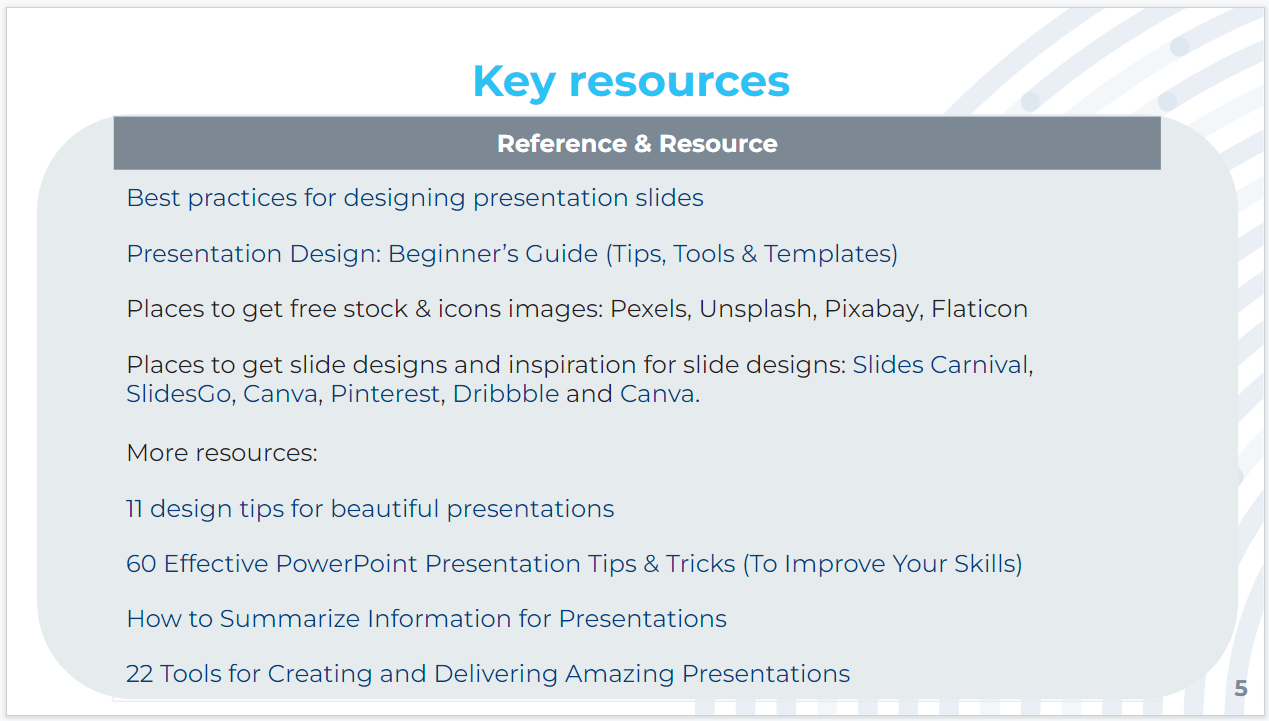 Key resources
Reference & Resource
Best practices for designing presentation slides
Presentation Design: Beginner’s Guide (Tips, Tools & Templates)
Places to get free stock & icons images: Pexels, Unsplash, Pixabay, Flaticon
Places to get slide designs and inspiration for slide designs: Slides Carnival,
SlidesGo, Canva, Pinterest, Dribbble and Canva.
More resources:
11 design tips for beautiful presentations
60 Effective PowerPoint Presentation Tips & Tricks (To Improve Your Skills)
How to Summarize Information for Presentations
22 Tools for Creating and Delivering Amazing Presentations
5